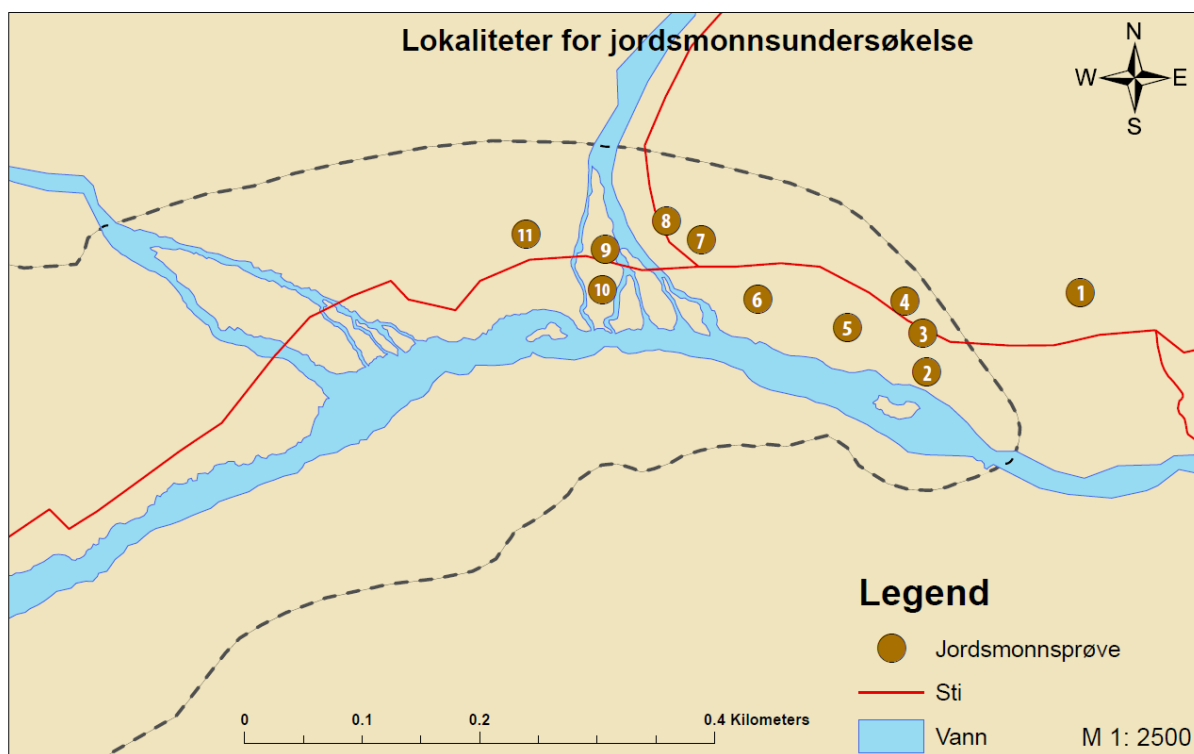 Lokaliteter for jordsmonnsundersøkelse
N
W E
S
8
11
9
7
10
6
4
1
5
3
2
Legend
Jordsmonnsprøve
Sti
Vann
M 1: 2500
0 0.1 0.2 0.4 Kilometers